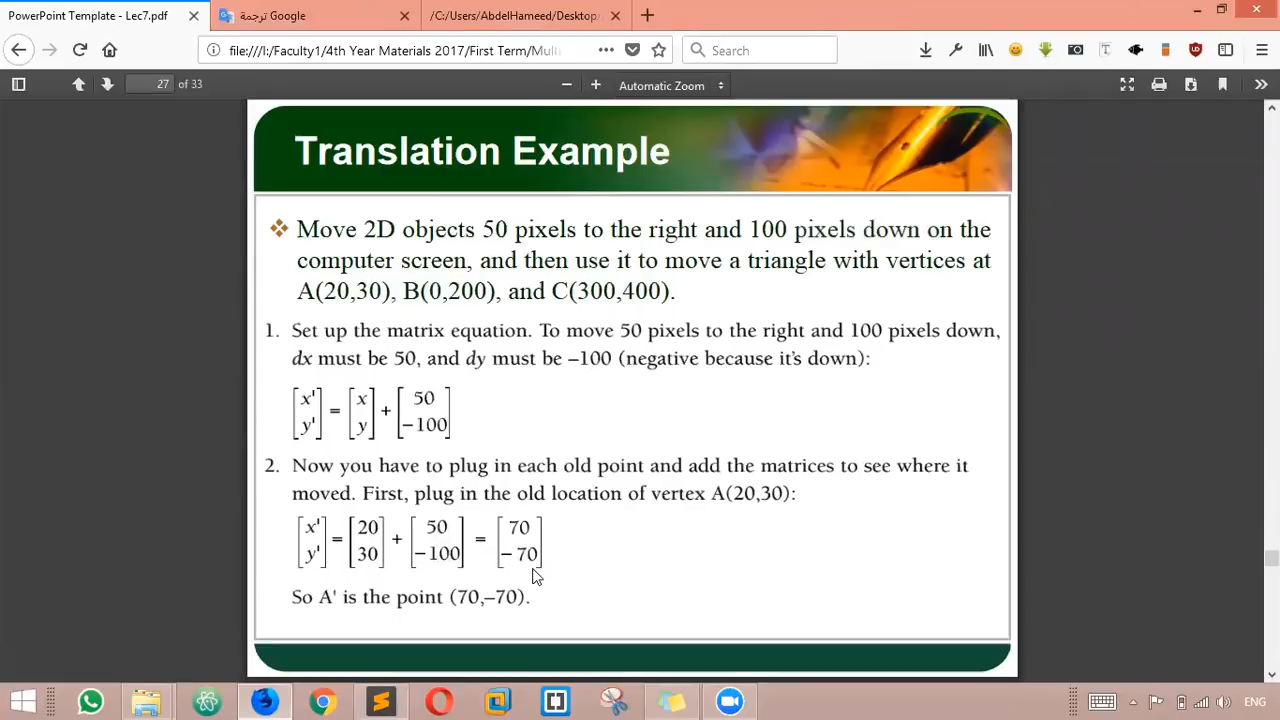 PowerPoint Template - Lec7.pdf
ترجمة Google
/C:/Users/AbdelHameed/Desktop/
file:///I:/Faculty1/4th Year Materials 2017/First Term/Mult
Search
27 of 33
Automatic Zoom
Translation Example
Move 2D objects 50 pixels to the right and 100 pixels down on the
computer screen, and then use it to move a triangle with vertices at
A(20,30), B(0,200), and C(300,400).
1. Set up the matrix equation. To move 50 pixels to the right and 100 pixels down,
dx must be 50, and dy must be –100 (negative because it's down):
x' x 50
= +
y' y –100
2. Now you have to plug in each old point and add the matrices to see where it
moved. First, plug in the old location of vertex A(20,30):
x' 20 50 70
= + =
y' 30 –100 –70
So A' is the point (70,–70).
ENG